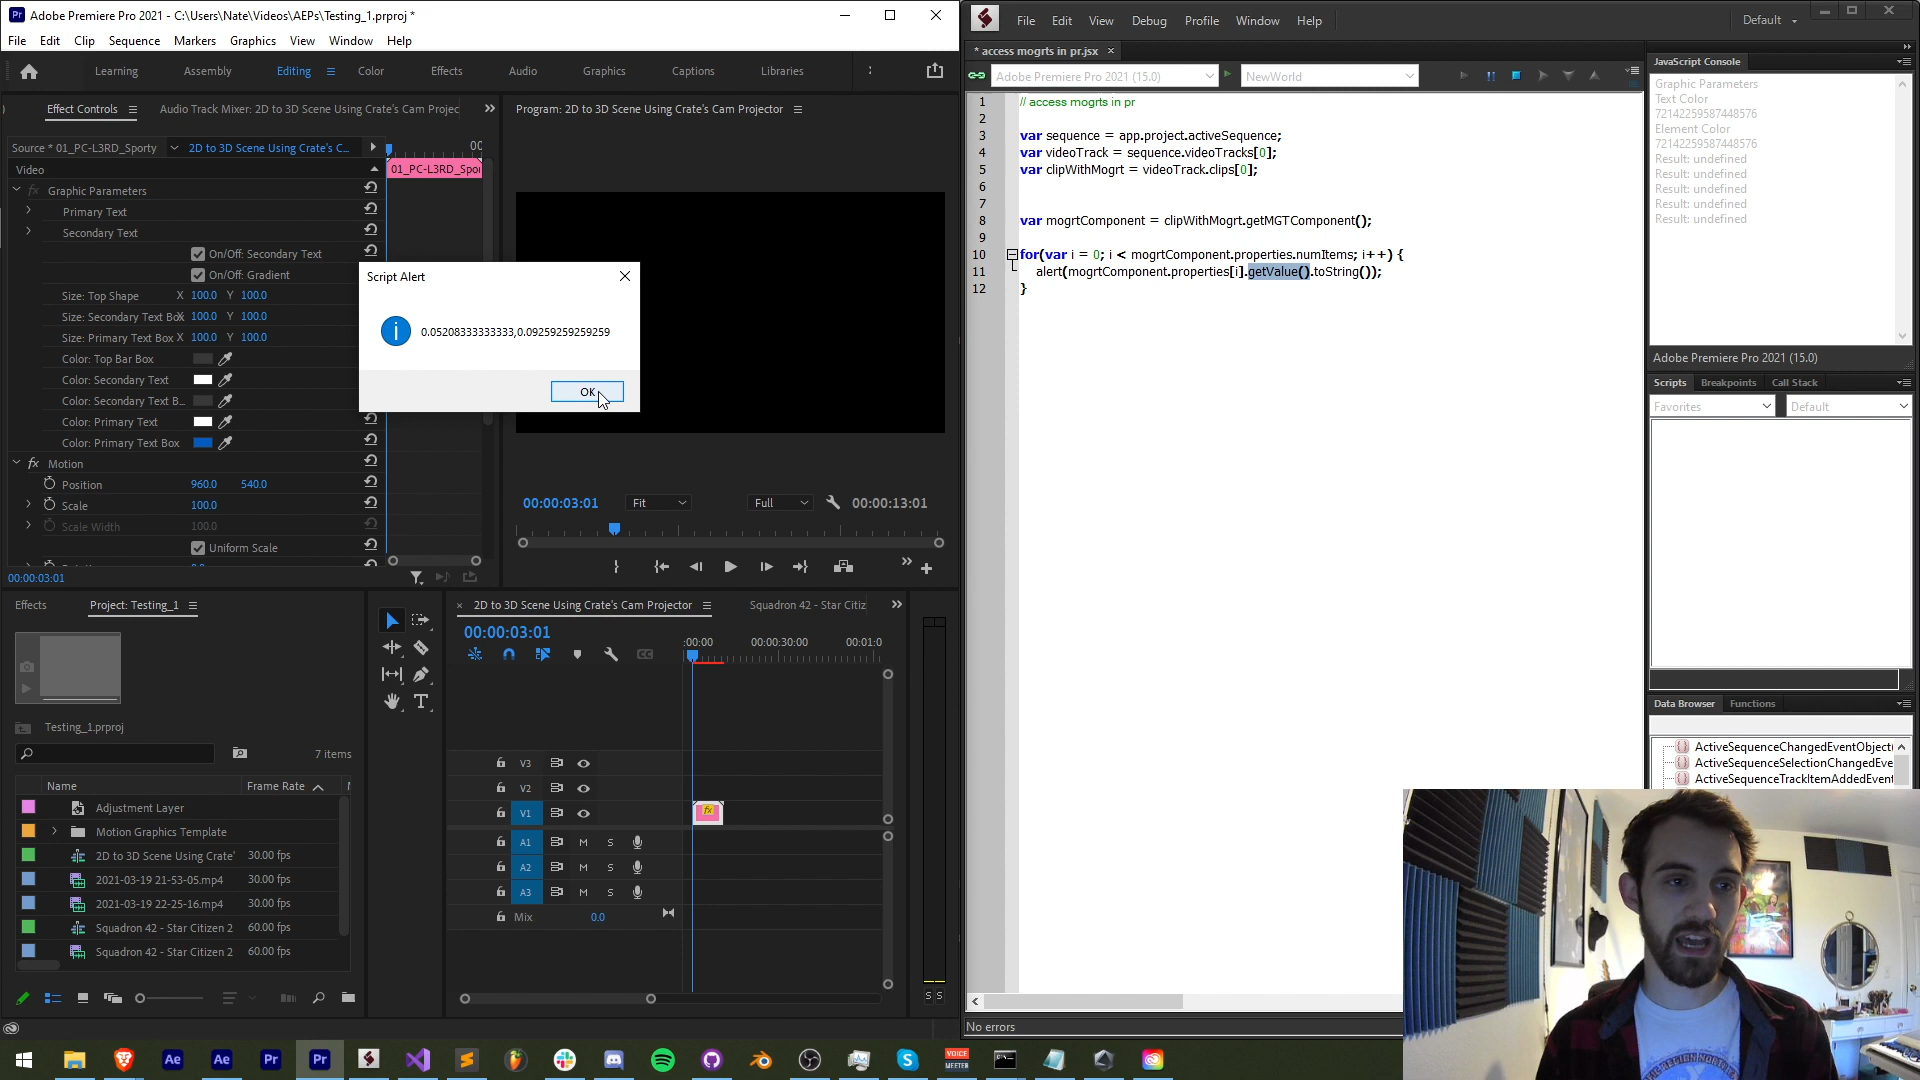 Adobe Premiere Pro 2021 - C:\Users\Nate\Videos\AEPs\Testing_1.prproj *
File Edit Clip Sequence Markers Graphics View Window Help
Learning Assembly Editing Color Effects Audio Graphics Captions Libraries
Effect Controls Audio Track Mixer: 2D to 3D Scene Using Crate's Cam Projec
Program: 2D to 3D Scene Using Crate's Cam Projector
Source * 01_PC-L3RD_Sporty 2D to 3D Scene Using Crate's C...
Video
01_PC-L3RD_Spor
Graphic Parameters
Primary Text
Secondary Text
On/Off: Secondary Text
On/Off: Gradient
Size: Top Shape X 100.0 Y 100.0
Size: Secondary Text Box X 100.0 Y 100.0
Size: Primary Text Box X 100.0 Y 100.0
Color: Top Bar Box
Color: Secondary Text
Color: Secondary Text B...
Color: Primary Text
Color: Primary Text Box
Motion
Position 960.0 540.0
Scale 100.0
Scale Width 100.0
Uniform Scale
00:00:03:01
Script Alert
0.05208333333333,0.09259259259259
OK
00:00:03:01 Fit Full 00:00:13:01
Effects Project: Testing_1
Testing_1.prproj
7 items
Name Frame Rate
Adjustment Layer
Motion Graphics Template
2D to 3D Scene Using Crate' 30.00 fps
2021-03-19 21-53-05.mp4 30.00 fps
2021-03-19 22-25-16.mp4 30.00 fps
Squadron 42 - Star Citizen 2 60.00 fps
Squadron 42 - Star Citizen 2 60.00 fps
2D to 3D Scene Using Crate's Cam Projector Squadron 42 - Star Citiz
00:00:03:01
:00:00 00:00:30:00 00:01:0
V3
V2
V1
A1 M S
A2 M S
A3 M S
Mix 0.0
S S
File Edit View Debug Profile Window Help
Default
* access mogrts in pr.jsx
Adobe Premiere Pro 2021 (15.0) NewWorld
1 // access mogrts in pr
2
3 var sequence = app.project.activeSequence;
4 var videoTrack = sequence.videoTracks[0];
5 var clipWithMogrt = videoTrack.clips[0];
6
7
8 var mogrtComponent = clipWithMogrt.getMGTComponent();
9
10 for(var i = 0; i < mogrtComponent.properties.numItems; i++) {
11 alert(mogrtComponent.properties[i].getValue().toString());
12 }
No errors
JavaScript Console
Graphic Parameters
Text Color
72142259587448576
Element Color
72142259587448576
Result: undefined
Result: undefined
Result: undefined
Result: undefined
Result: undefined
Adobe Premiere Pro 2021 (15.0)
Scripts Breakpoints Call Stack
Favorites Default
Data Browser Functions
ActiveSequenceChangedEventObject(
ActiveSequenceSelectionChangedEve
ActiveSequenceTrackItemAddedEvent
Ae Ae Pr Pr
VOICE
MEETER